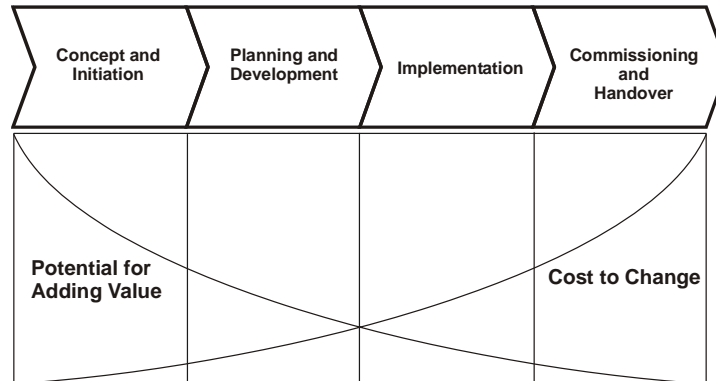 Concept and
Initiation
Planning and
Development
Implementation
Commissioning
and
Handover
Potential for
Adding Value
Cost to Change